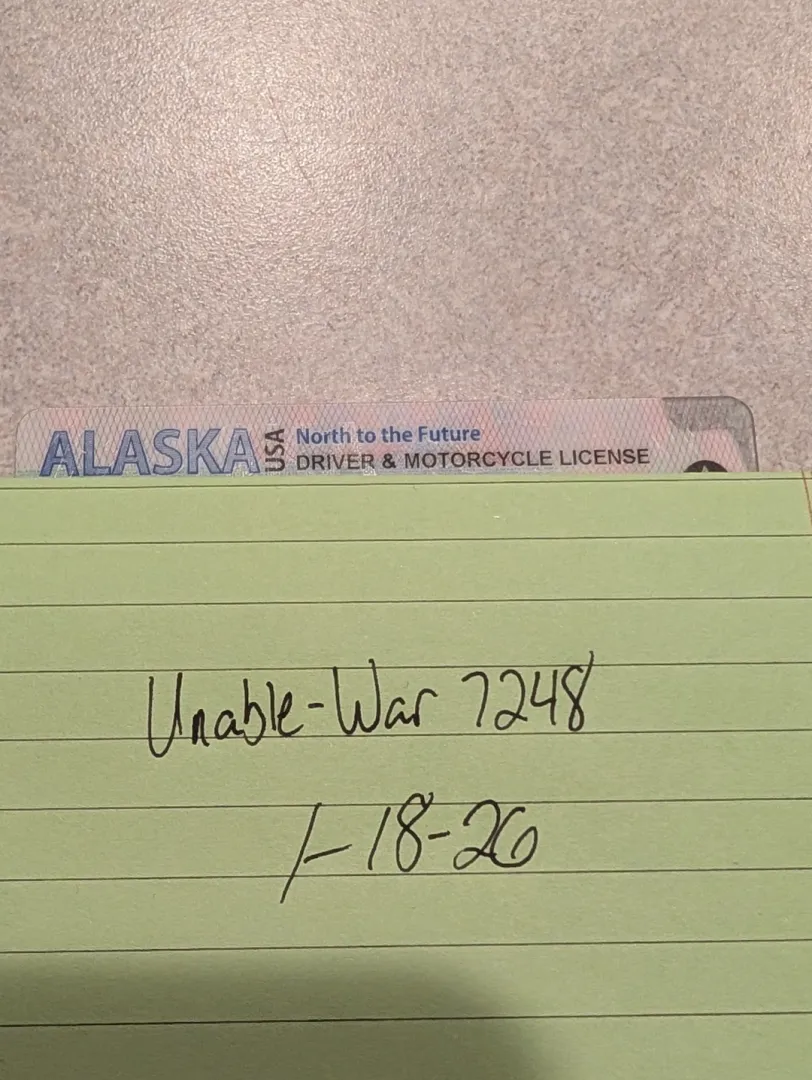 ALASKA USA North to the Future
DRIVER & MOTORCYCLE LICENSE
Unable-War 7248
1-18-26